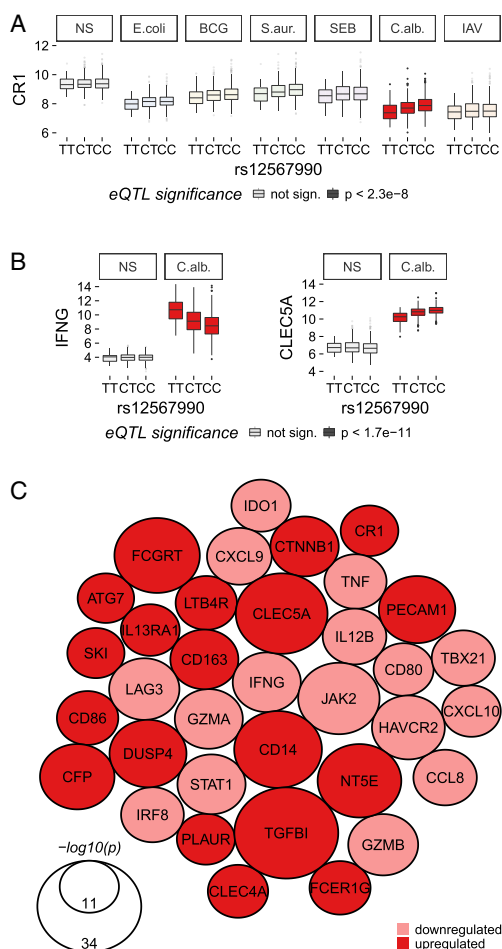 A
NS E.coli BCG S.aur. SEB C.alb. IAV
12
10
8
6
CR1
TTCTCC TTCTCC TTCTCC TTCTCC TTCTCC TTCTCC TTCTCC
rs12567990
eQTL significance not sign. p < 2.3e−8
B
NS C.alb.
14
12
10
8
6
4
IFNG
TTCTCC TTCTCC
rs12567990
NS C.alb.
14
12
10
8
6
4
CLEC5A
TTCTCC TTCTCC
rs12567990
eQTL significance not sign. p < 1.7e−11
C
IDO1
CR1
CTNNB1
FCGRT
CXCL9
TNF
ATG7
LTB4R
CLEC5A
PECAM1
IL13RA1
IL12B
SKI
CD163
CD80
TBX21
LAG3
IFNG
JAK2
CXCL10
CD86
GZMA
HAVCR2
DUSP4
CD14
CFP
STAT1
NT5E
CCL8
IRF8
PLAUR
TGFBI
GZMB
CLEC4A
FCER1G
−log10(p)
11
34
downregulated
upregulated